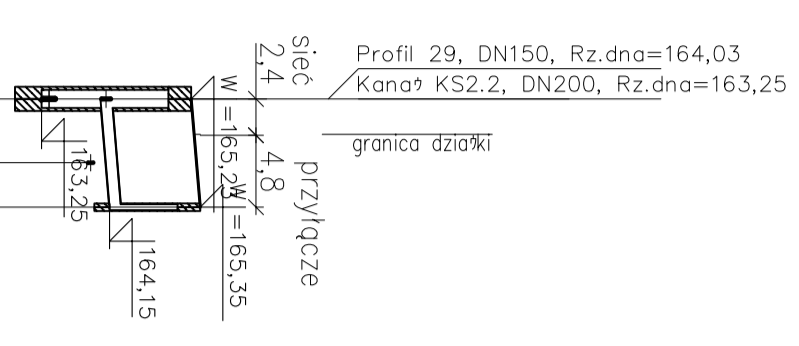 Profil 29, DN150, Rz.dna=164,03
Kanał KS2.2, DN200, Rz.dna=163,25
granica działki
sieć
2,4
4,8
przyłącze
W =165,23
W =165,35
163,25
164,15